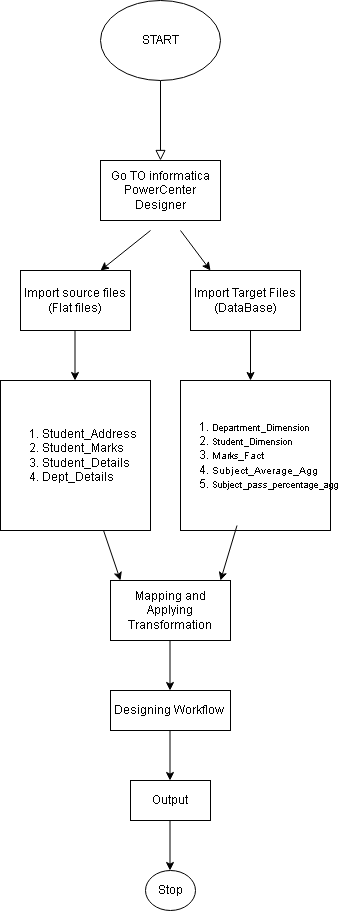 START
Go TO informatica
PowerCenter
Designer
Import source files
(Flat files)
Import Target Files
(DataBase)
1. Student_Address
2. Student_Marks
3. Student_Details
4. Dept_Details
1. Department_Dimension
2. Student_Dimension
3. Marks_Fact
4. Subject_Average_Agg
5. Subject_pass_percentage_agg
Mapping and
Applying
Transformation
Designing Workflow
Output
Stop